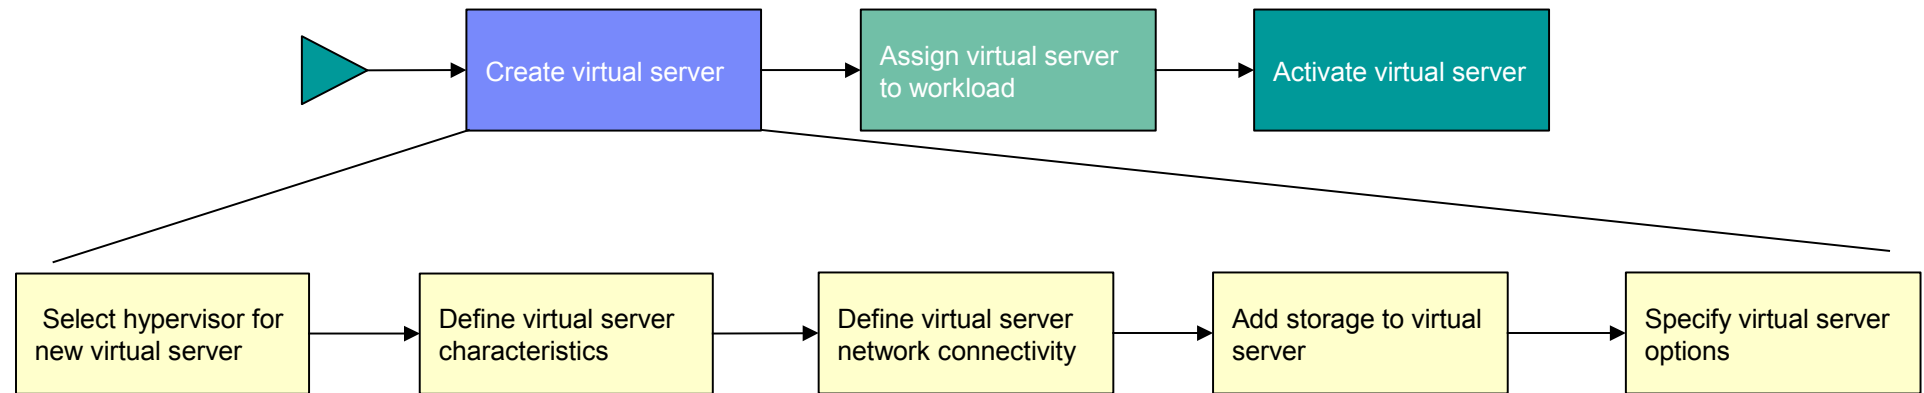 Create virtual server
Assign virtual server
to workload
Activate virtual server
Select hypervisor for
new virtual server
Define virtual server
characteristics
Define virtual server
network connectivity
Add storage to virtual
server
Specify virtual server
options